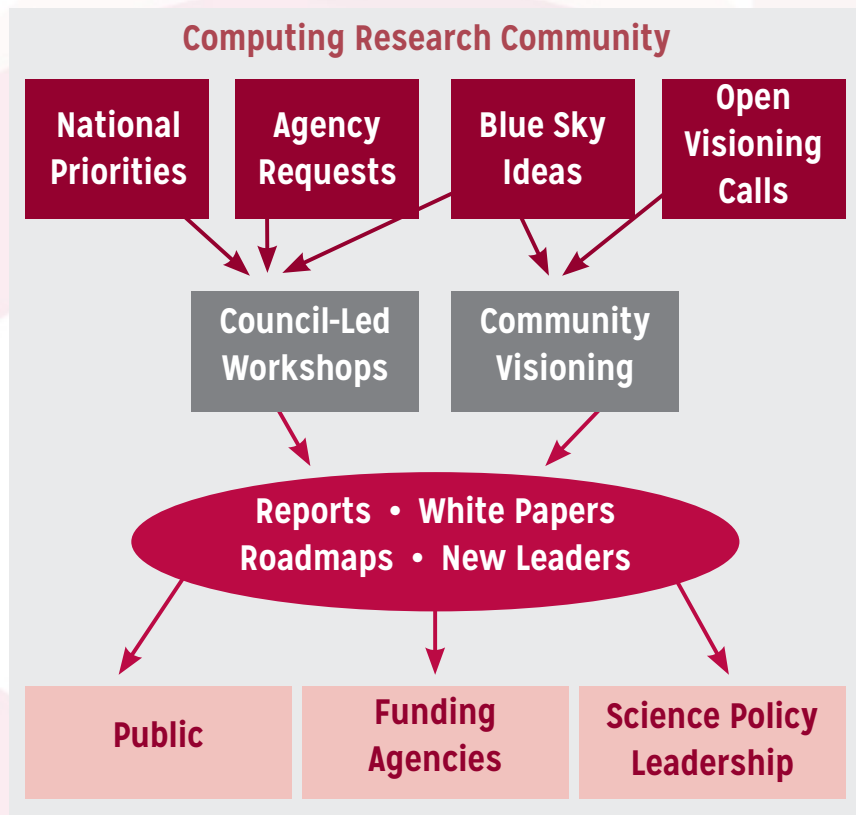 Computing Research Community
National
Priorities
Agency
Requests
Blue Sky
Ideas
Open
Visioning
Calls
Council-Led
Workshops
Community
Visioning
Reports • White Papers
Roadmaps • New Leaders
Public
Funding
Agencies
Science Policy
Leadership